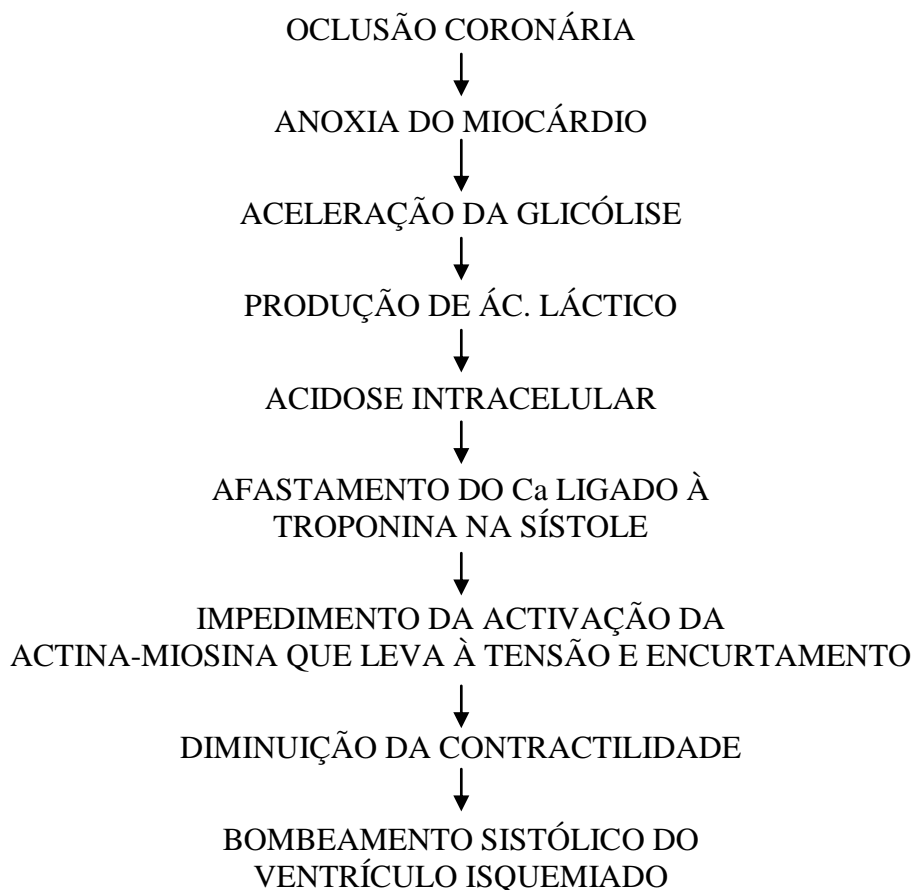 OCLUSÃO CORONÁRIA
ANOXIA DO MIOCÁRDIO
ACELERAÇÃO DA GLICÓLISE
PRODUÇÃO DE ÁC. LÁCTICO
ACIDOSE INTRACELULAR
AFASTAMENTO DO Ca LIGADO À
TROPONINA NA SÍSTOLE
IMPEDIMENTO DA ACTIVAÇÃO DA
ACTINA-MIOSINA QUE LEVA À TENSÃO E ENCURTAMENTO
DIMINUIÇÃO DA CONTRACTILIDADE
BOMBEAMENTO SISTÓLICO DO
VENTRÍCULO ISQUEMIADO